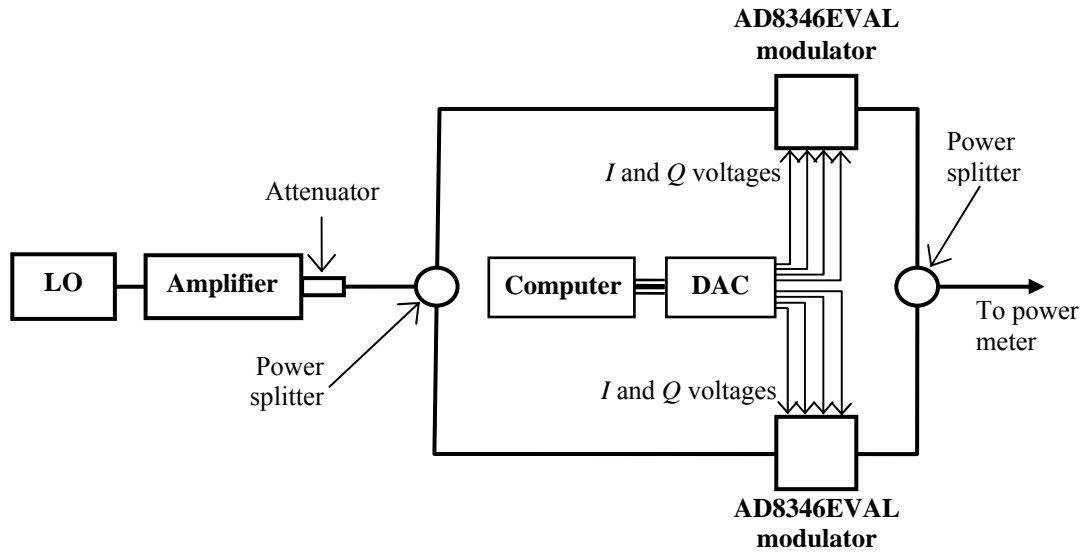 AD8346EVAL
modulator
Power
splitter
I and Q voltages
Attenuator
LO
Amplifier
Computer
DAC
To power
meter
Power
splitter
I and Q voltages
AD8346EVAL
modulator